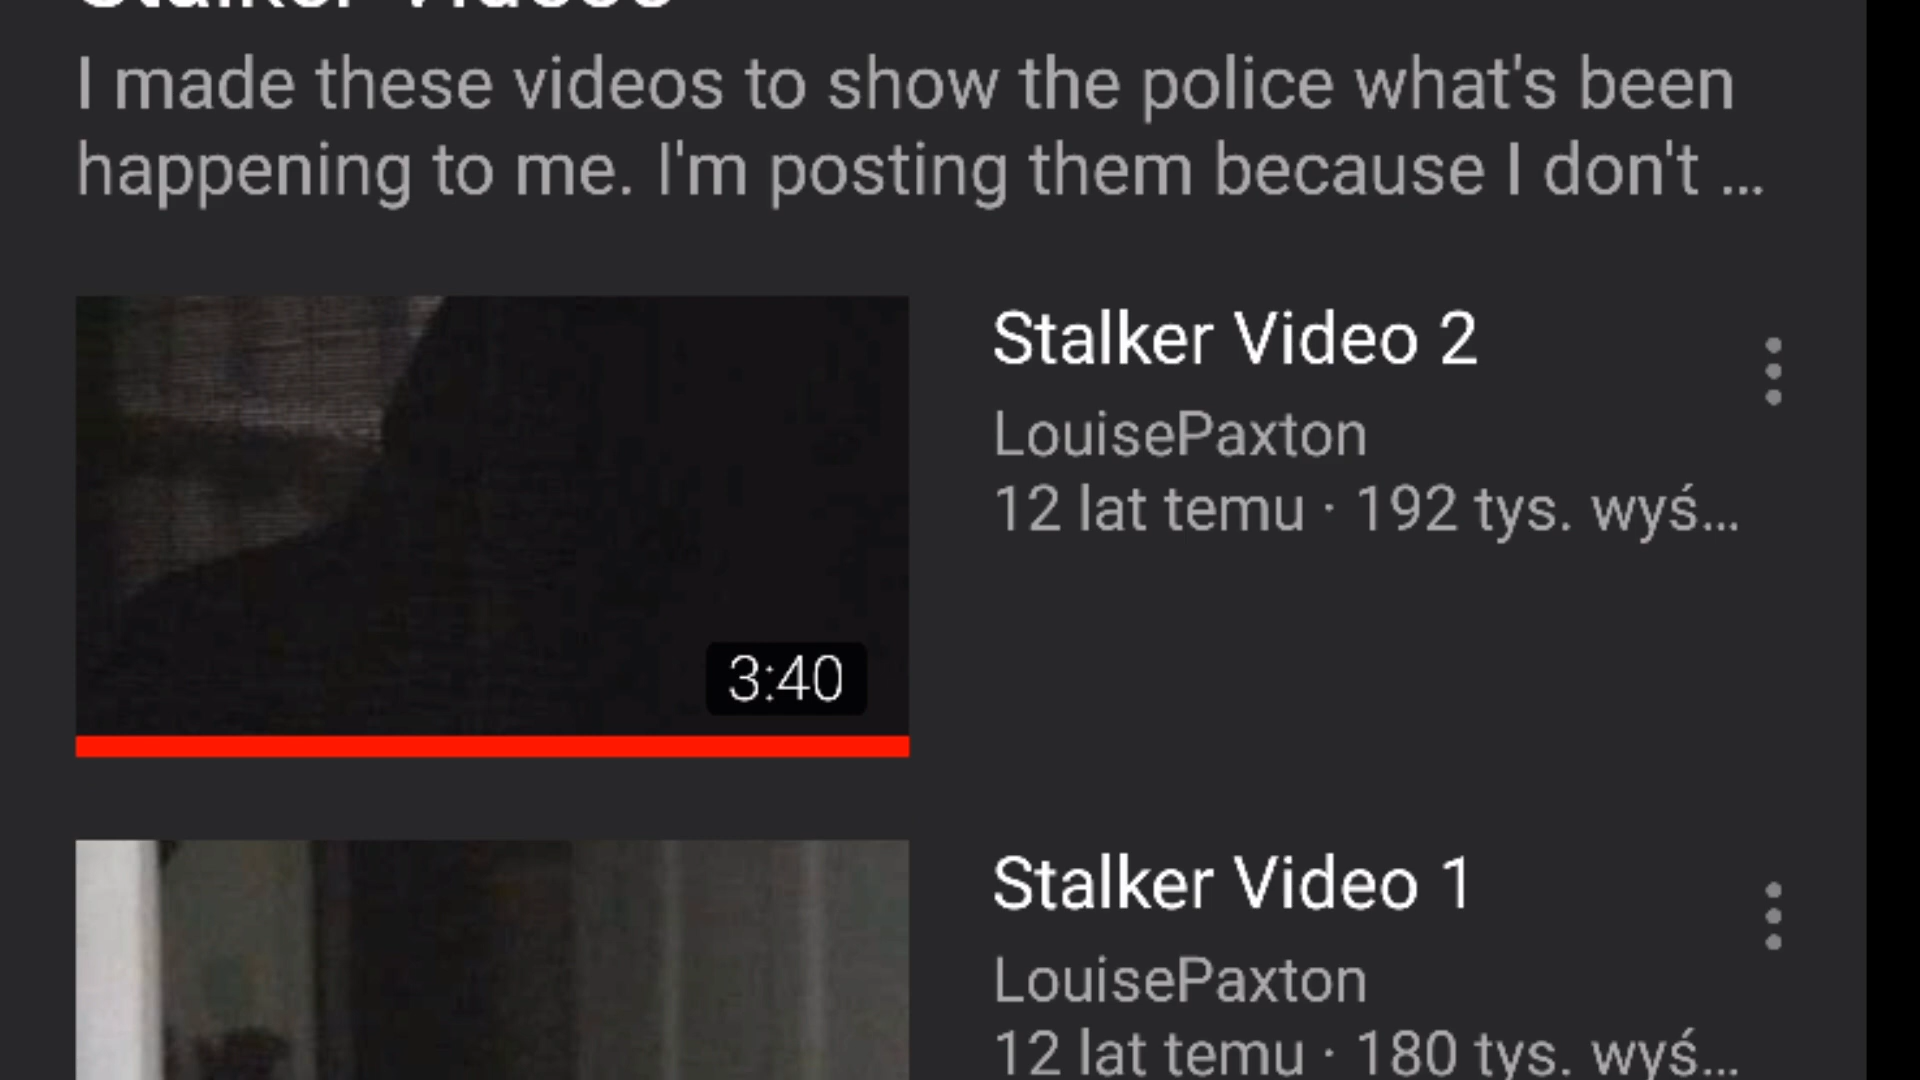 Stalker Videos
I made these videos to show the police what's been
happening to me. I'm posting them because I don't ...
Stalker Video 2
LouisePaxton
12 lat temu · 192 tys. wyś...
3:40
Stalker Video 1
LouisePaxton
12 lat temu · 180 tys. wyś...